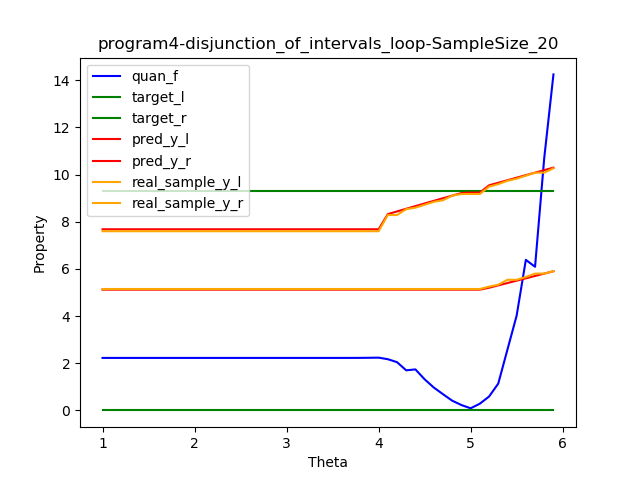 program4-disjunction_of_intervals_loop-SampleSize_20
quan_f
target_l
target_r
pred_y_l
pred_y_r
real_sample_y_l
real_sample_y_r
Property
14
12
10
8
6
4
2
0
1
2
3
4
5
6
Theta